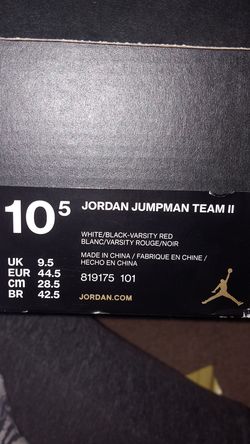 10 5
JORDAN JUMPMAN TEAM II
WHITE/BLACK-VARSITY RED
BLANC/VARSITY ROUGE/NOIR
MADE IN CHINA / FABRIQUE EN CHINE /
HECHO EN CHINA
819175 101
JORDAN.COM
UK 9.5
EUR 44.5
cm 28.5
BR 42.5